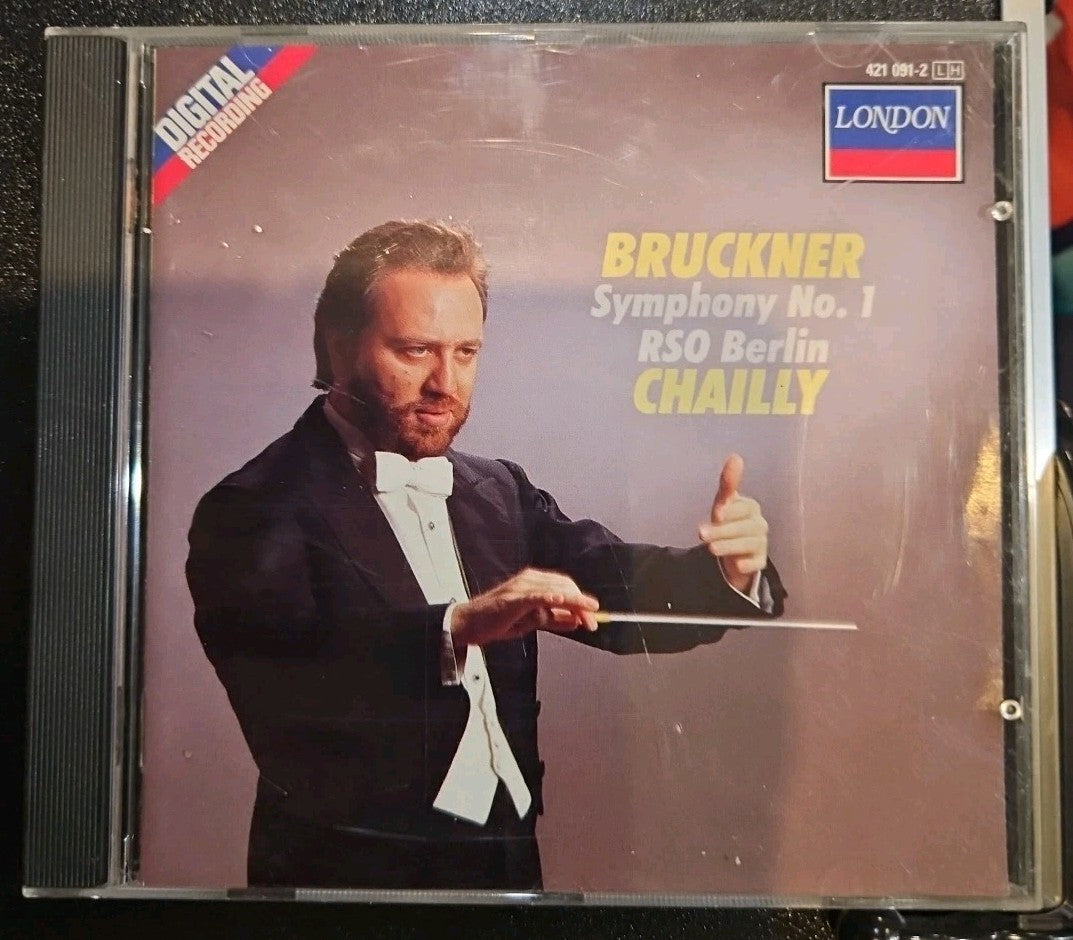 DIGITAL
RECORDING
421 091-2 LH
LONDON
BRUCKNER
Symphony No. 1
RSO Berlin
CHAILLY